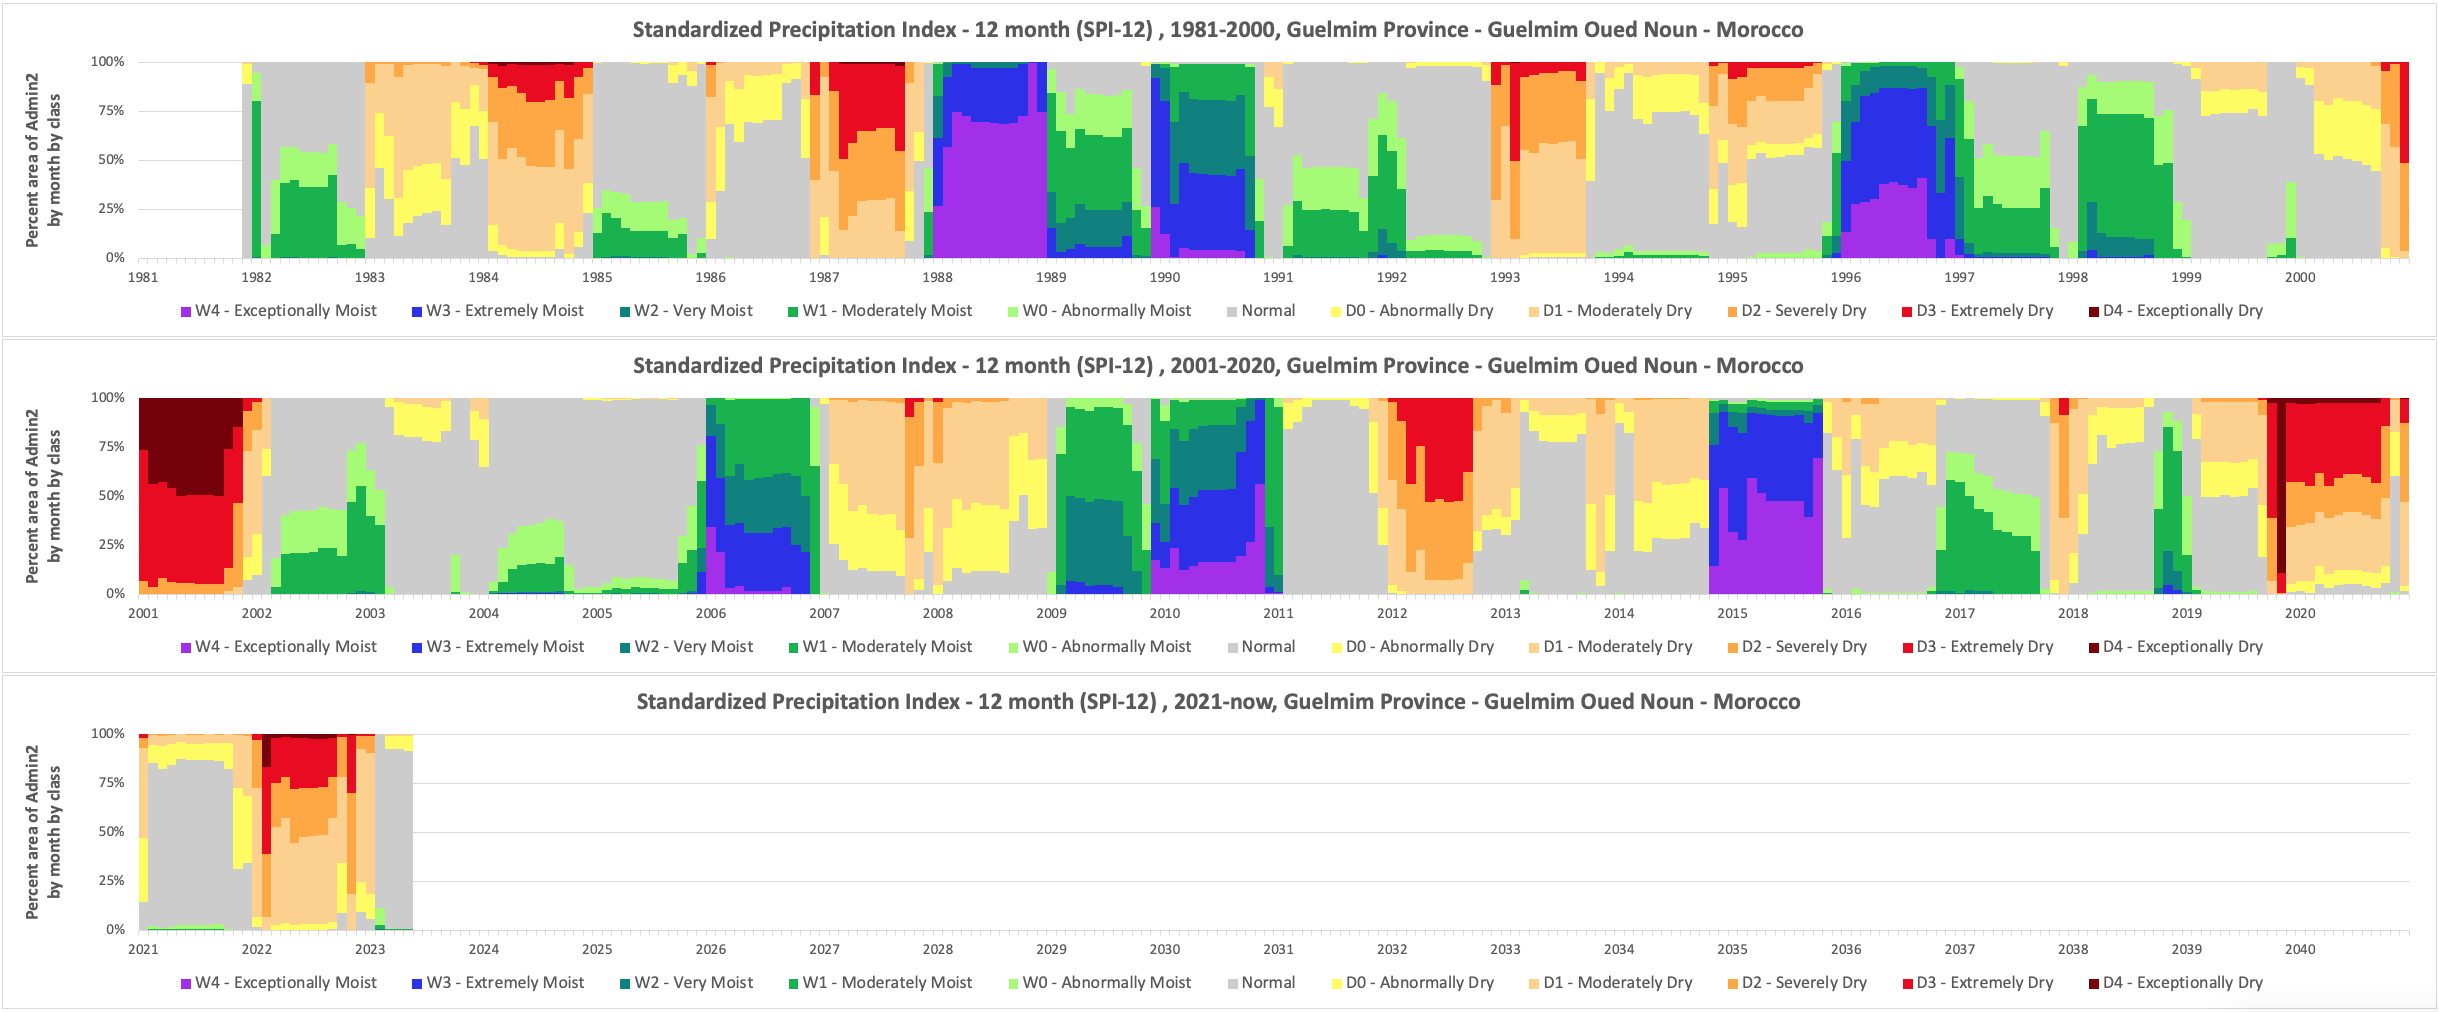 Standardized Precipitation Index - 12 month (SPI-12) , 1981-2000, Guelmim Province - Guelmim Oued Noun - Morocco
Percent area of Admin2
by month by class
100%
75%
50%
25%
0%
1981 1982 1983 1984 1985 1986 1987 1988 1989 1990 1991 1992 1993 1994 1995 1996 1997 1998 1999 2000
W4 - Exceptionally Moist W3 - Extremely Moist W2 - Very Moist W1 - Moderately Moist W0 - Abnormally Moist Normal D0 - Abnormally Dry D1 - Moderately Dry D2 - Severely Dry D3 - Extremely Dry D4 - Exceptionally Dry
Standardized Precipitation Index - 12 month (SPI-12) , 2001-2020, Guelmim Province - Guelmim Oued Noun - Morocco
Percent area of Admin2
by month by class
100%
75%
50%
25%
0%
2001 2002 2003 2004 2005 2006 2007 2008 2009 2010 2011 2012 2013 2014 2015 2016 2017 2018 2019 2020
W4 - Exceptionally Moist W3 - Extremely Moist W2 - Very Moist W1 - Moderately Moist W0 - Abnormally Moist Normal D0 - Abnormally Dry D1 - Moderately Dry D2 - Severely Dry D3 - Extremely Dry D4 - Exceptionally Dry
Standardized Precipitation Index - 12 month (SPI-12) , 2021-now, Guelmim Province - Guelmim Oued Noun - Morocco
Percent area of Admin2
by month by class
100%
75%
50%
25%
0%
2021 2022 2023 2024 2025 2026 2027 2028 2029 2030 2031 2032 2033 2034 2035 2036 2037 2038 2039 2040
W4 - Exceptionally Moist W3 - Extremely Moist W2 - Very Moist W1 - Moderately Moist W0 - Abnormally Moist Normal D0 - Abnormally Dry D1 - Moderately Dry D2 - Severely Dry D3 - Extremely Dry D4 - Exceptionally Dry